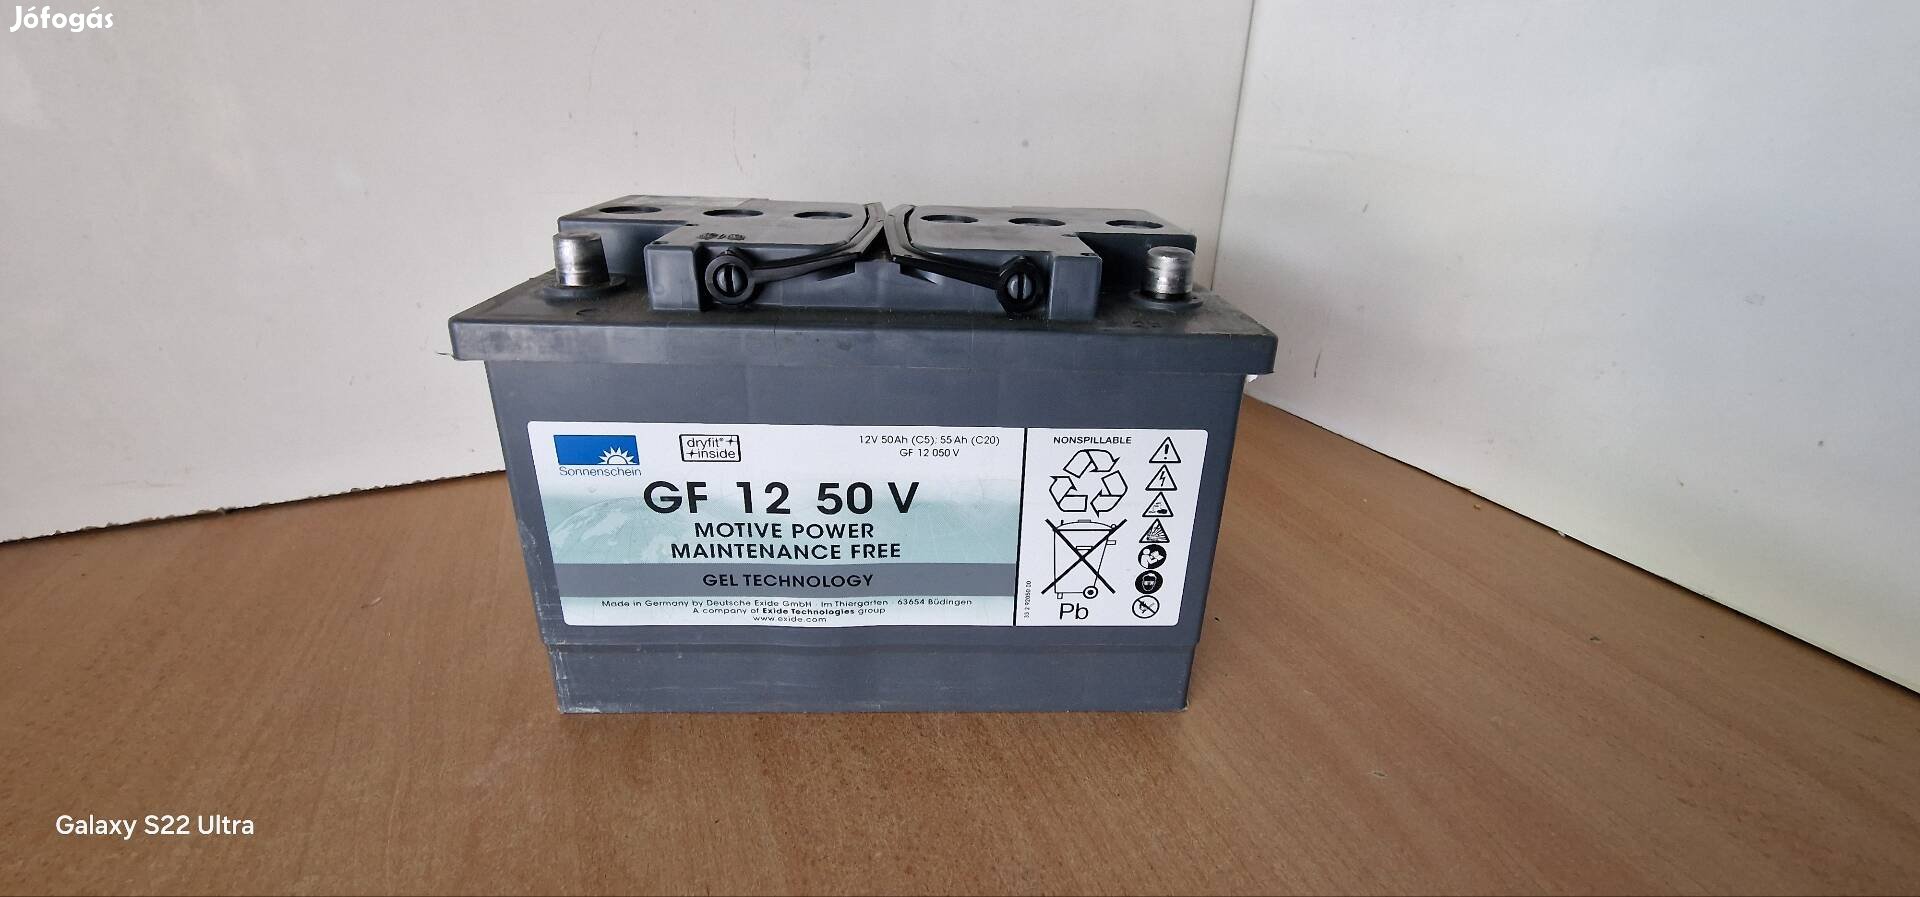 Jófogás
Sonnenschein
dryfit®
inside
12V 50Ah (C5); 55 Ah (C20)
GF 12 050 V
GF 12 50 V
MOTIVE POWER
MAINTENANCE FREE
GEL TECHNOLOGY
Made in Germany by Deutsche Exide GmbH · Im Thiergarten · 63654 Büdingen
A company of Exide Technologies group
www.exide.com
NONSPILLABLE
Pb
Galaxy S22 Ultra